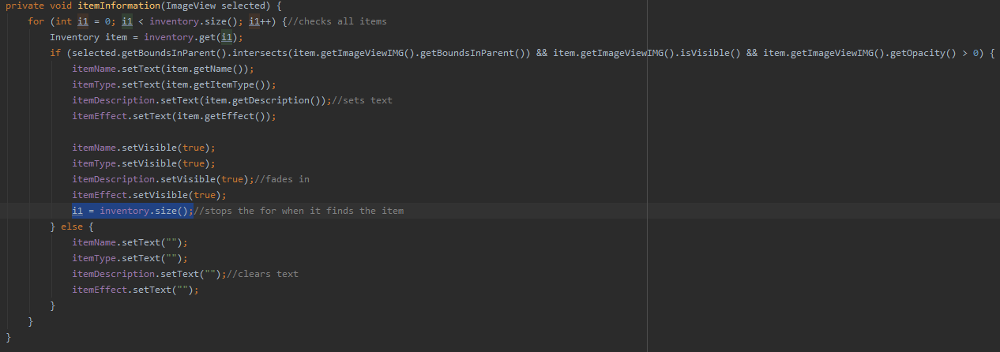 private void itemInformation(ImageView selected) {
for (int i1 = 0; i1 < inventory.size(); i1++) {//checks all items
Inventory item = inventory.get(i1);
if (selected.getBoundsInParent().intersects(item.getImageViewIMG().getBoundsInParent()) && item.getImageViewIMG().isVisible() && item.getImageViewIMG().getOpacity() > 0) {
itemName.setText(item.getName());
itemType.setText(item.getItemType());
itemDescription.setText(item.getDescription());//sets text
itemEffect.setText(item.getEffect());
itemName.setVisible(true);
itemType.setVisible(true);
itemDescription.setVisible(true);//fades in
itemEffect.setVisible(true);
i1 = inventory.size();//stops the for when it finds the item
} else {
itemName.setText("");
itemType.setText("");
itemDescription.setText("");//clears text
itemEffect.setText("");
}
}
}